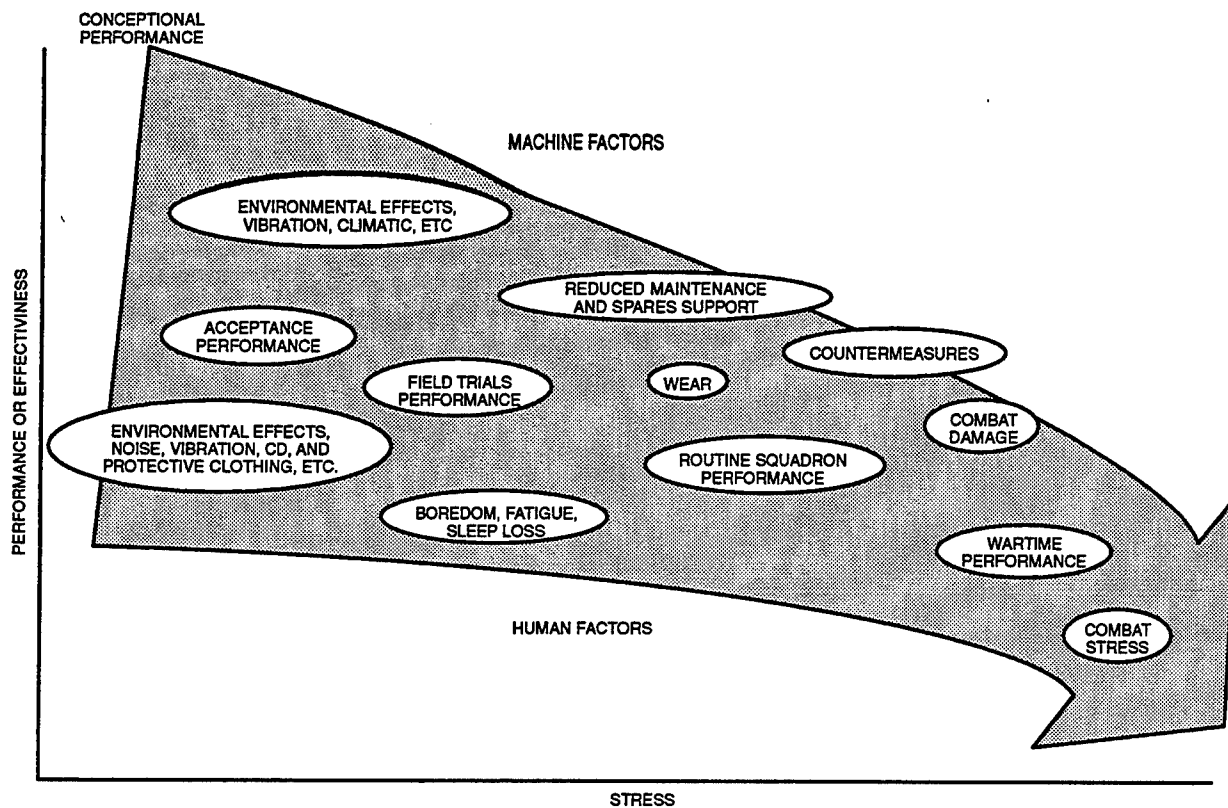 CONCEPTIONAL
PERFORMANCE
MACHINE FACTORS
ENVIRONMENTAL EFFECTS,
VIBRATION, CLIMATIC, ETC
REDUCED MAINTENANCE
AND SPARES SUPPORT
ACCEPTANCE
PERFORMANCE
COUNTERMEASURES
FIELD TRIALS
PERFORMANCE
WEAR
COMBAT
DAMAGE
ENVIRONMENTAL EFFECTS,
NOISE, VIBRATION, CD, AND
PROTECTIVE CLOTHING, ETC.
ROUTINE SQUADRON
PERFORMANCE
BOREDOM, FATIGUE,
SLEEP LOSS
WARTIME
PERFORMANCE
HUMAN FACTORS
COMBAT
STRESS
PERFORMANCE OR EFFECTIVINESS
STRESS